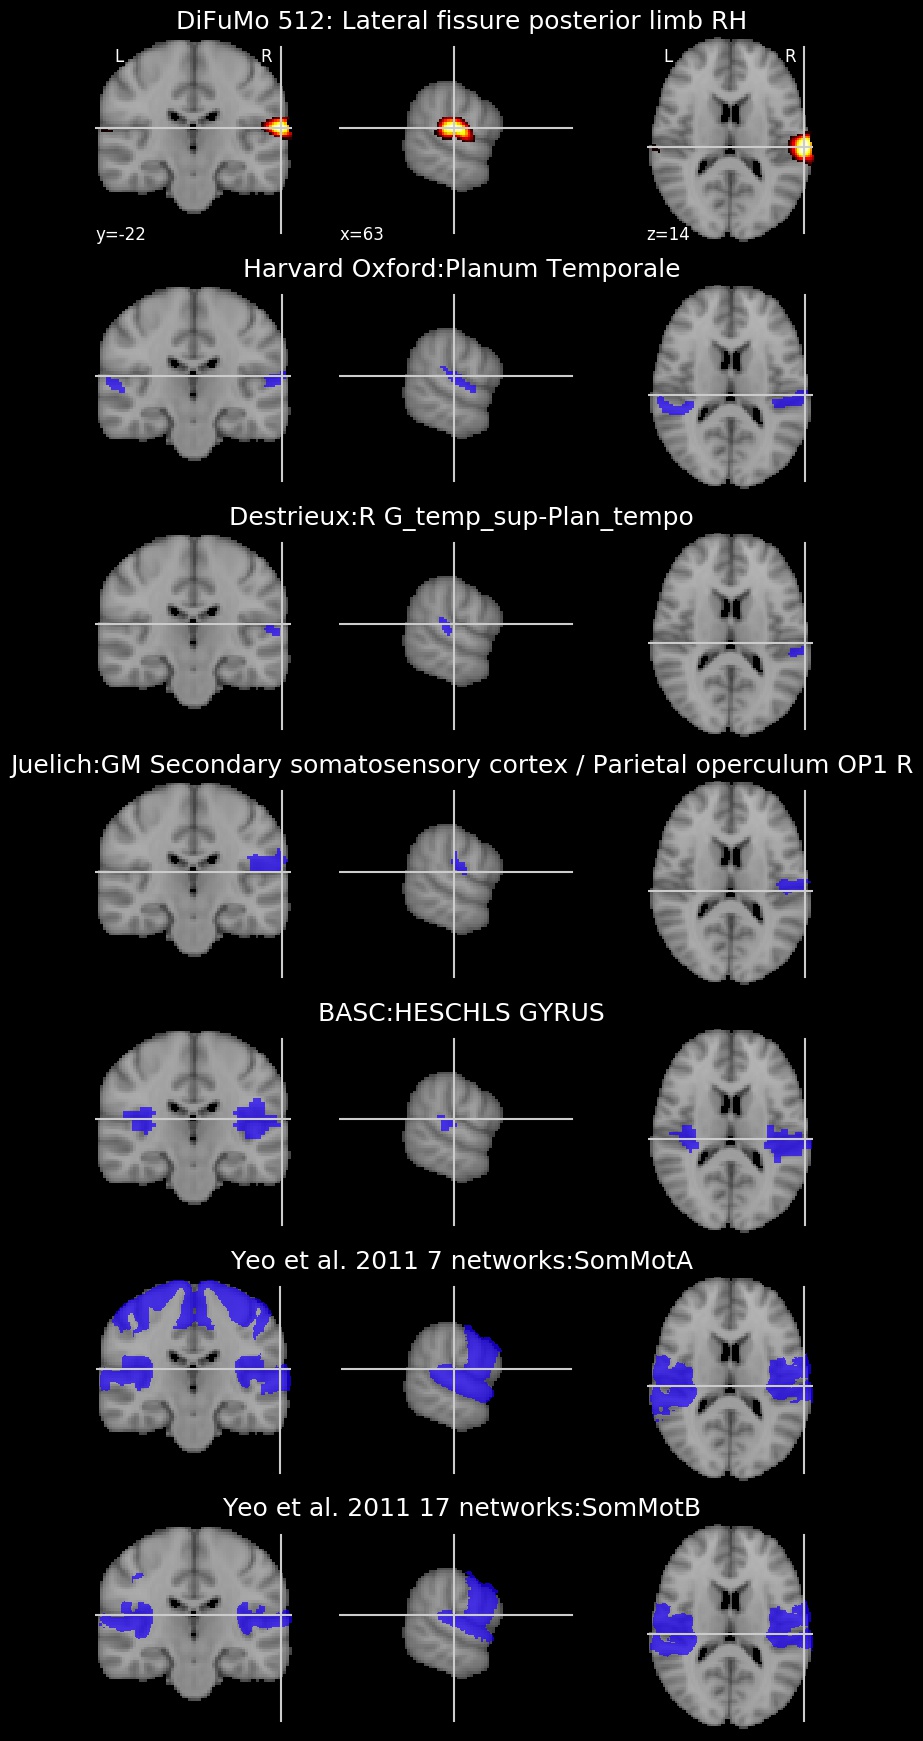 DiFuMo 512: Lateral fissure posterior limb RH
L R L R
y=-22 x=63 z=14
Harvard Oxford:Planum Temporale
Destrieux:R G_temp_sup-Plan_tempo
Juelich:GM Secondary somatosensory cortex / Parietal operculum OP1 R
BASC:HESCHLS GYRUS
Yeo et al. 2011 7 networks:SomMotA
Yeo et al. 2011 17 networks:SomMotB